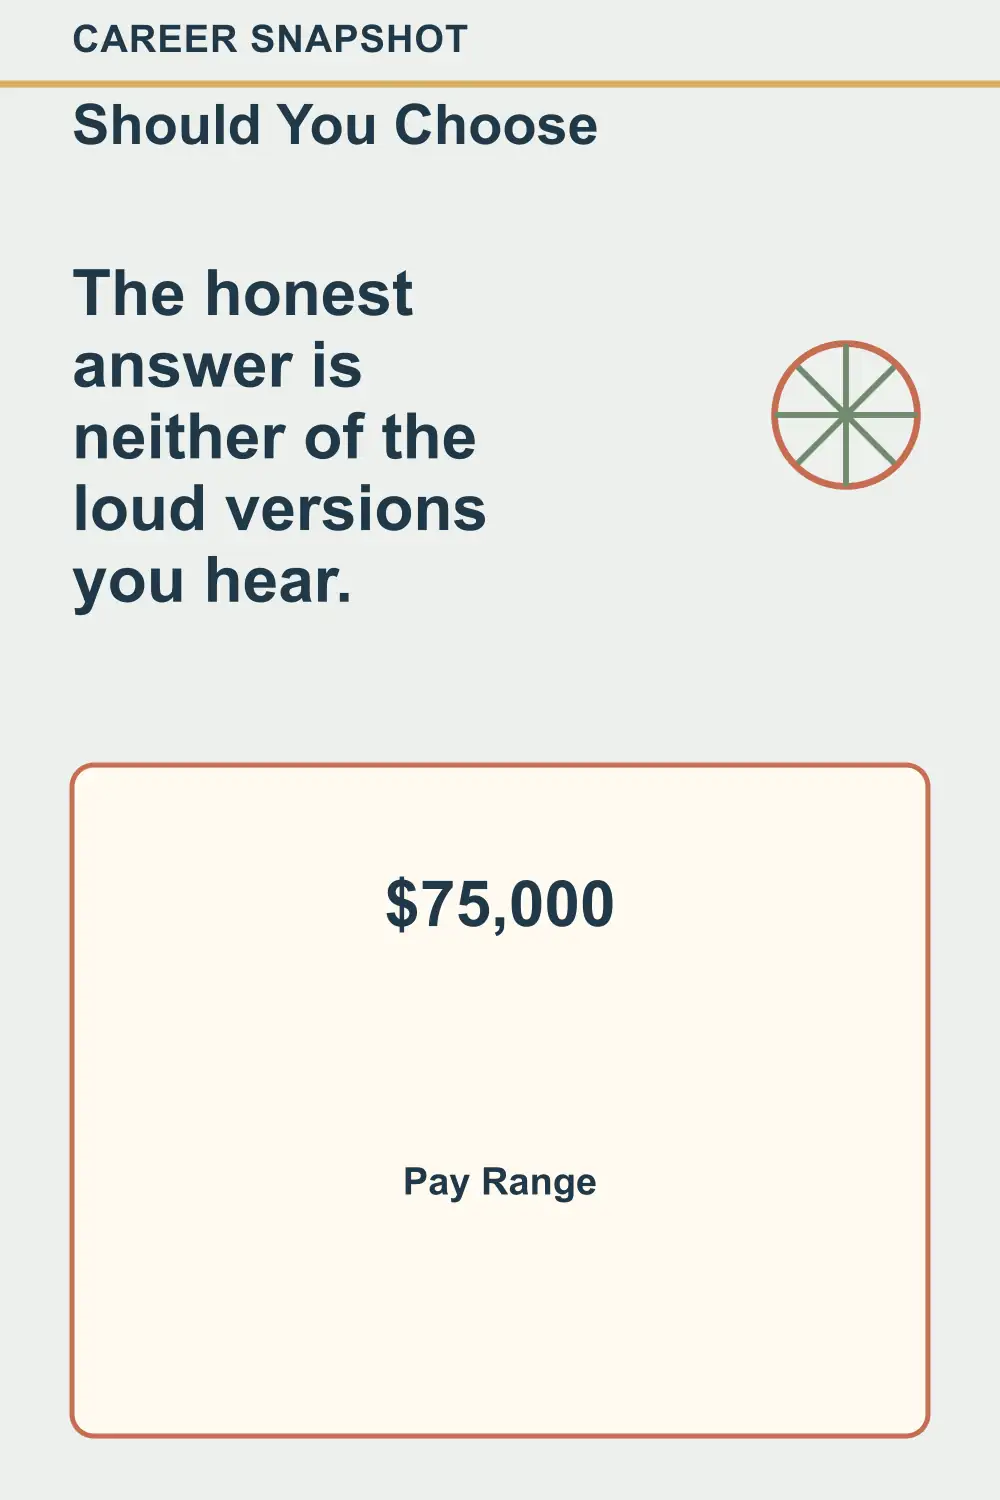 CAREER SNAPSHOT
Should You Choose
The honest
answer is
neither of the
loud versions
you hear.
$75,000
Pay Range